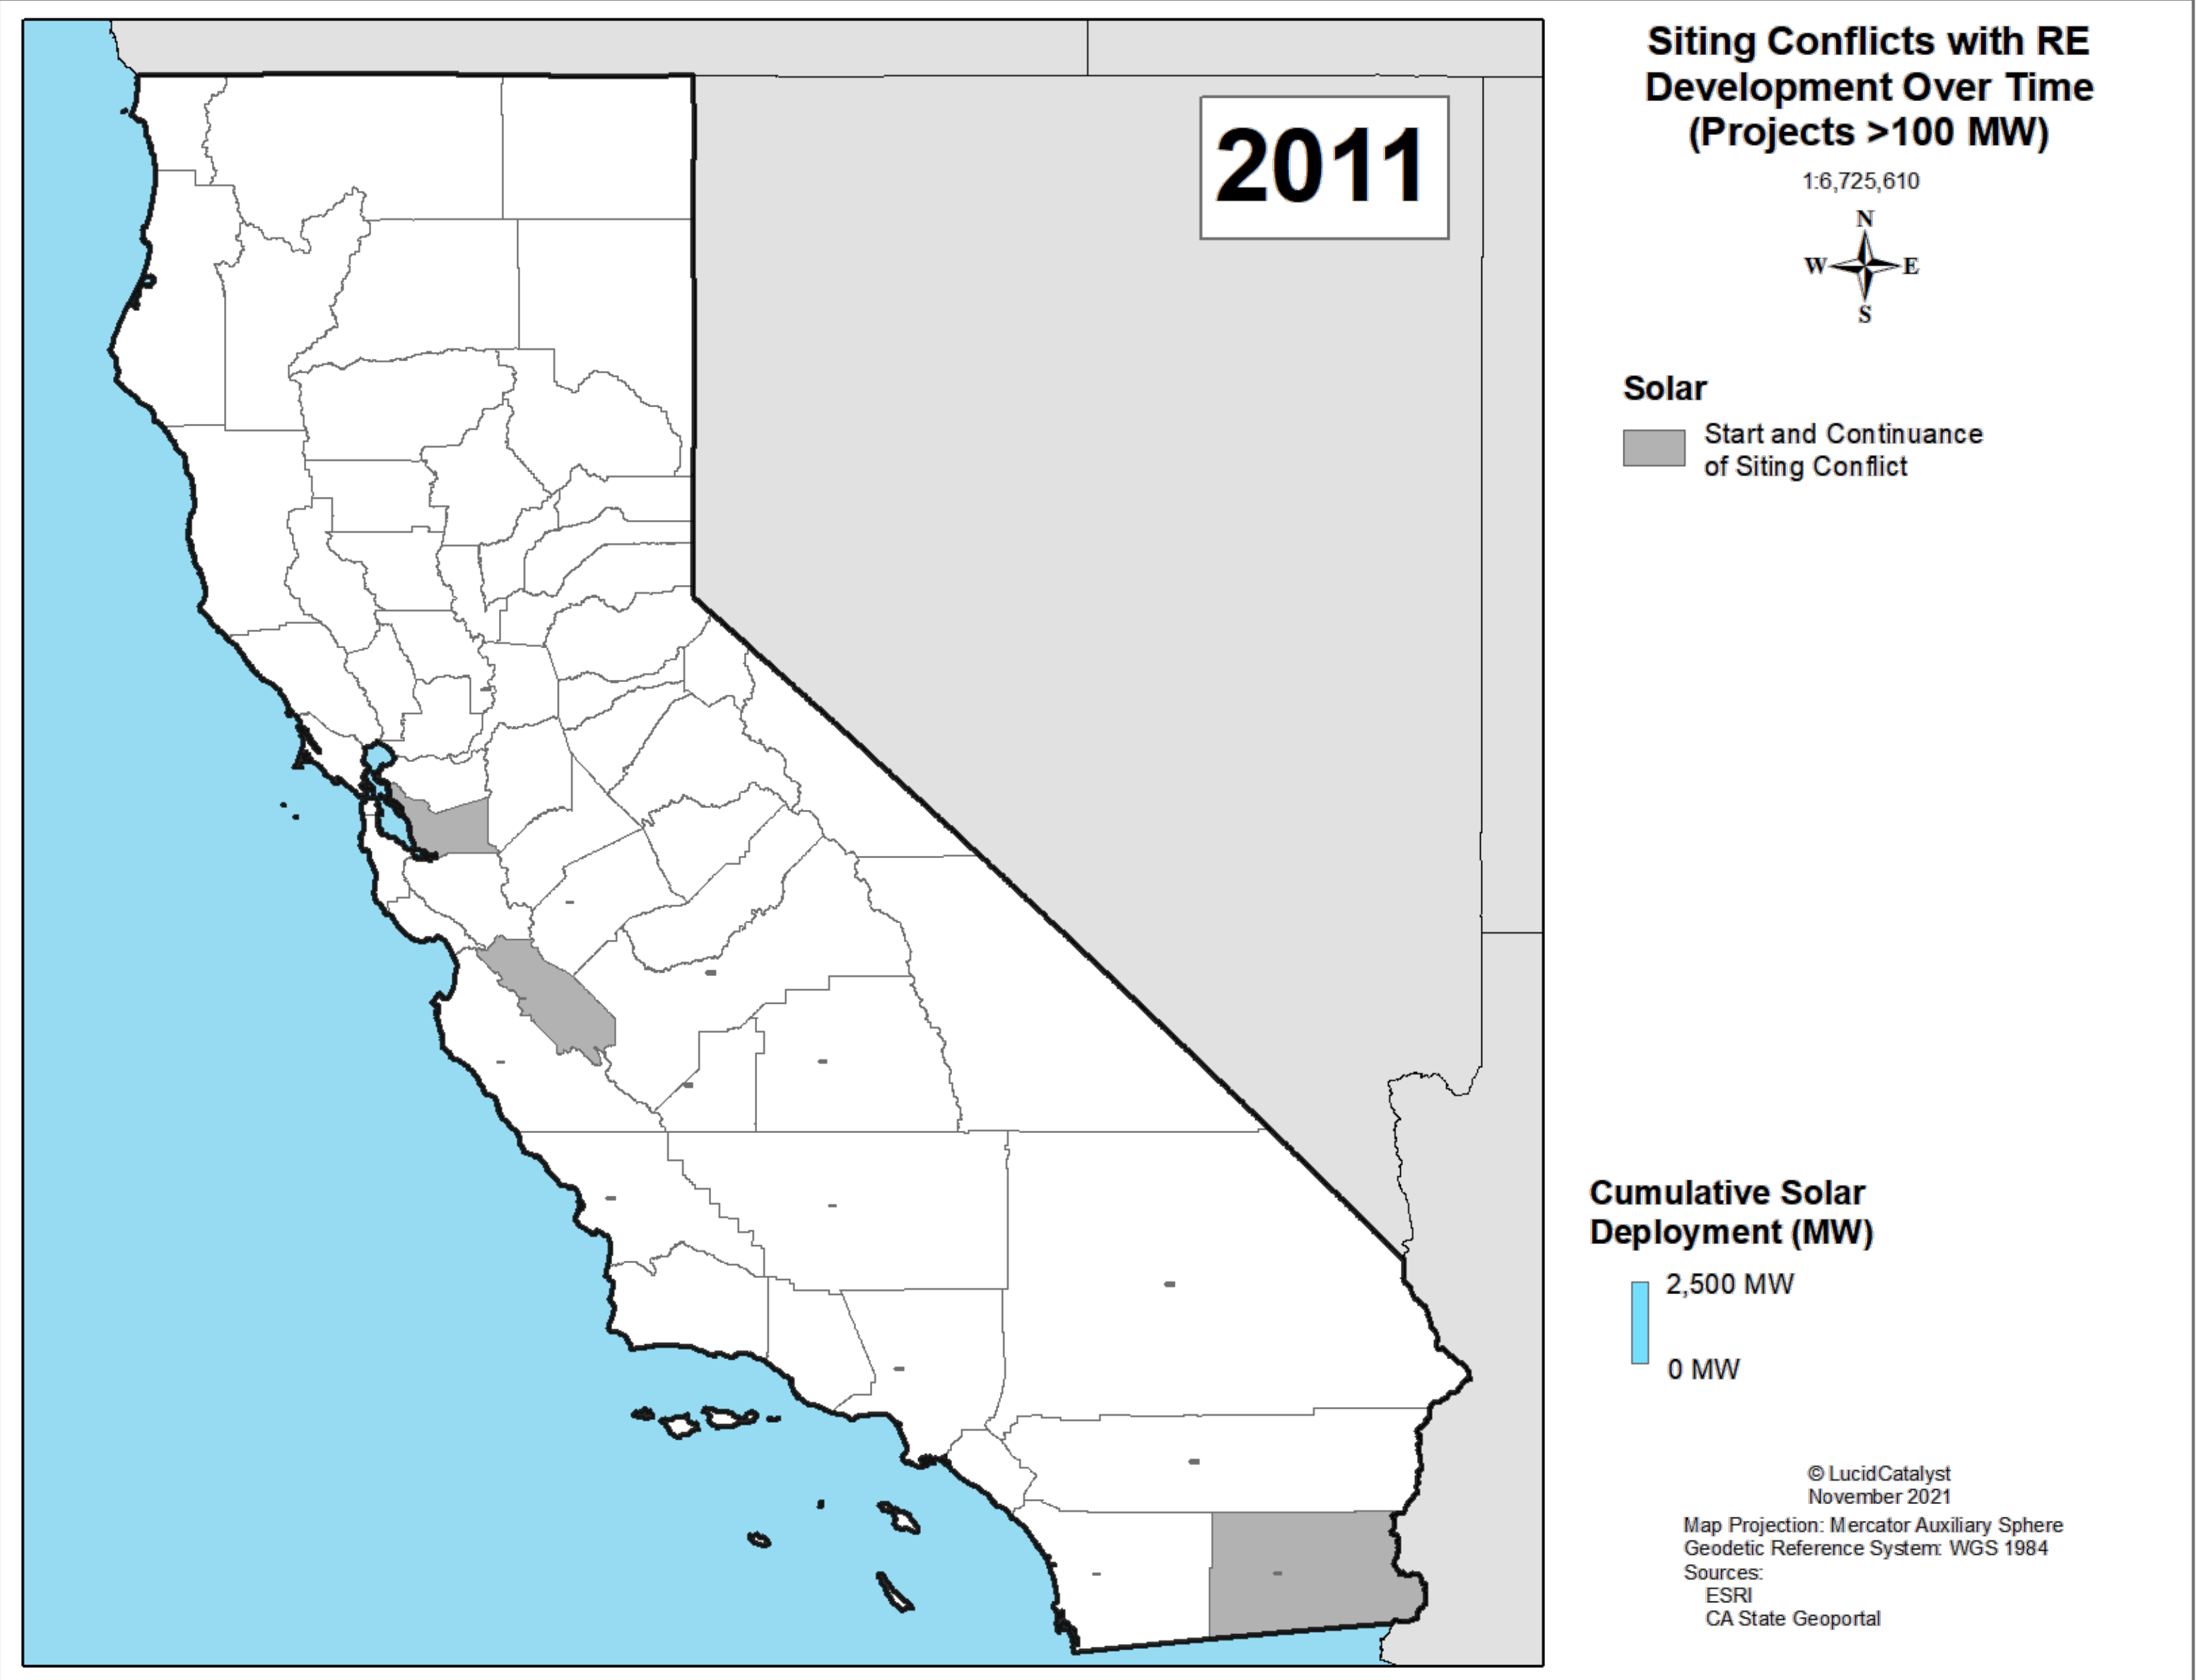 2011
Siting Conflicts with RE
Development Over Time
(Projects >100 MW)
1:6,725,610
N
W E
S
Solar
Start and Continuance
of Siting Conflict
Cumulative Solar
Deployment (MW)
2,500 MW
0 MW
© LucidCatalyst
November 2021
Map Projection: Mercator Auxiliary Sphere
Geodetic Reference System: WGS 1984
Sources:
ESRI
CA State Geoportal